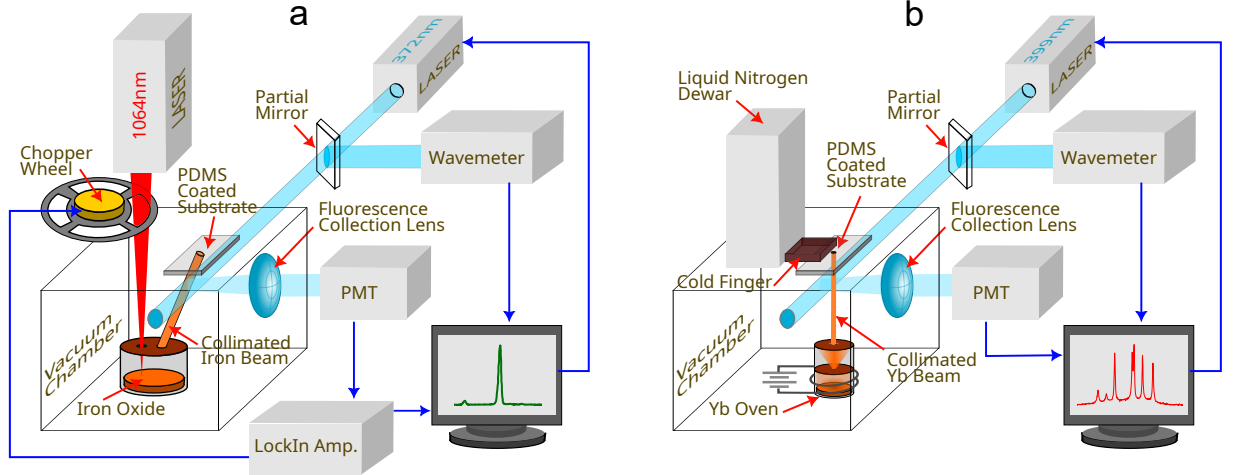 a
1064nm
LASER
372nm
LASER
Partial
Mirror
Wavemeter
Chopper
Wheel
PDMS
Coated
Substrate
Fluorescence
Collection Lens
PMT
Vacuum
Chamber
Collimated
Iron Beam
Iron Oxide
LockIn Amp.
b
399nm
LASER
Liquid Nitrogen
Dewar
Partial
Mirror
Wavemeter
PDMS
Coated
Substrate
Fluorescence
Collection Lens
Cold Finger
PMT
Vacuum
Chamber
Collimated
Yb Beam
Yb Oven